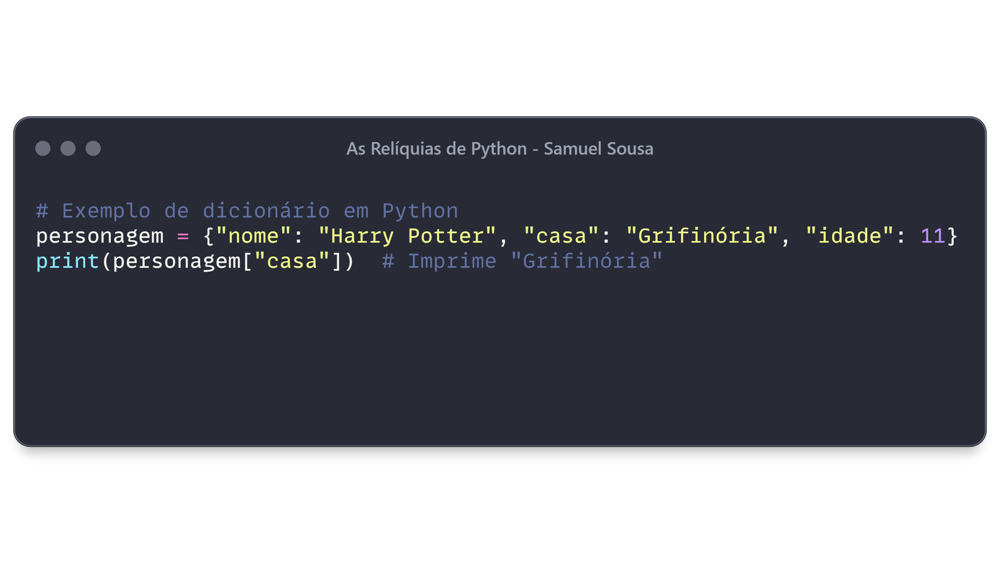 As Relíquias de Python - Samuel Sousa
# Exemplo de dicionário em Python
personagem = {"nome": "Harry Potter", "casa": "Grifinória", "idade": 11}
print(personagem["casa"])  # Imprime "Grifinória"